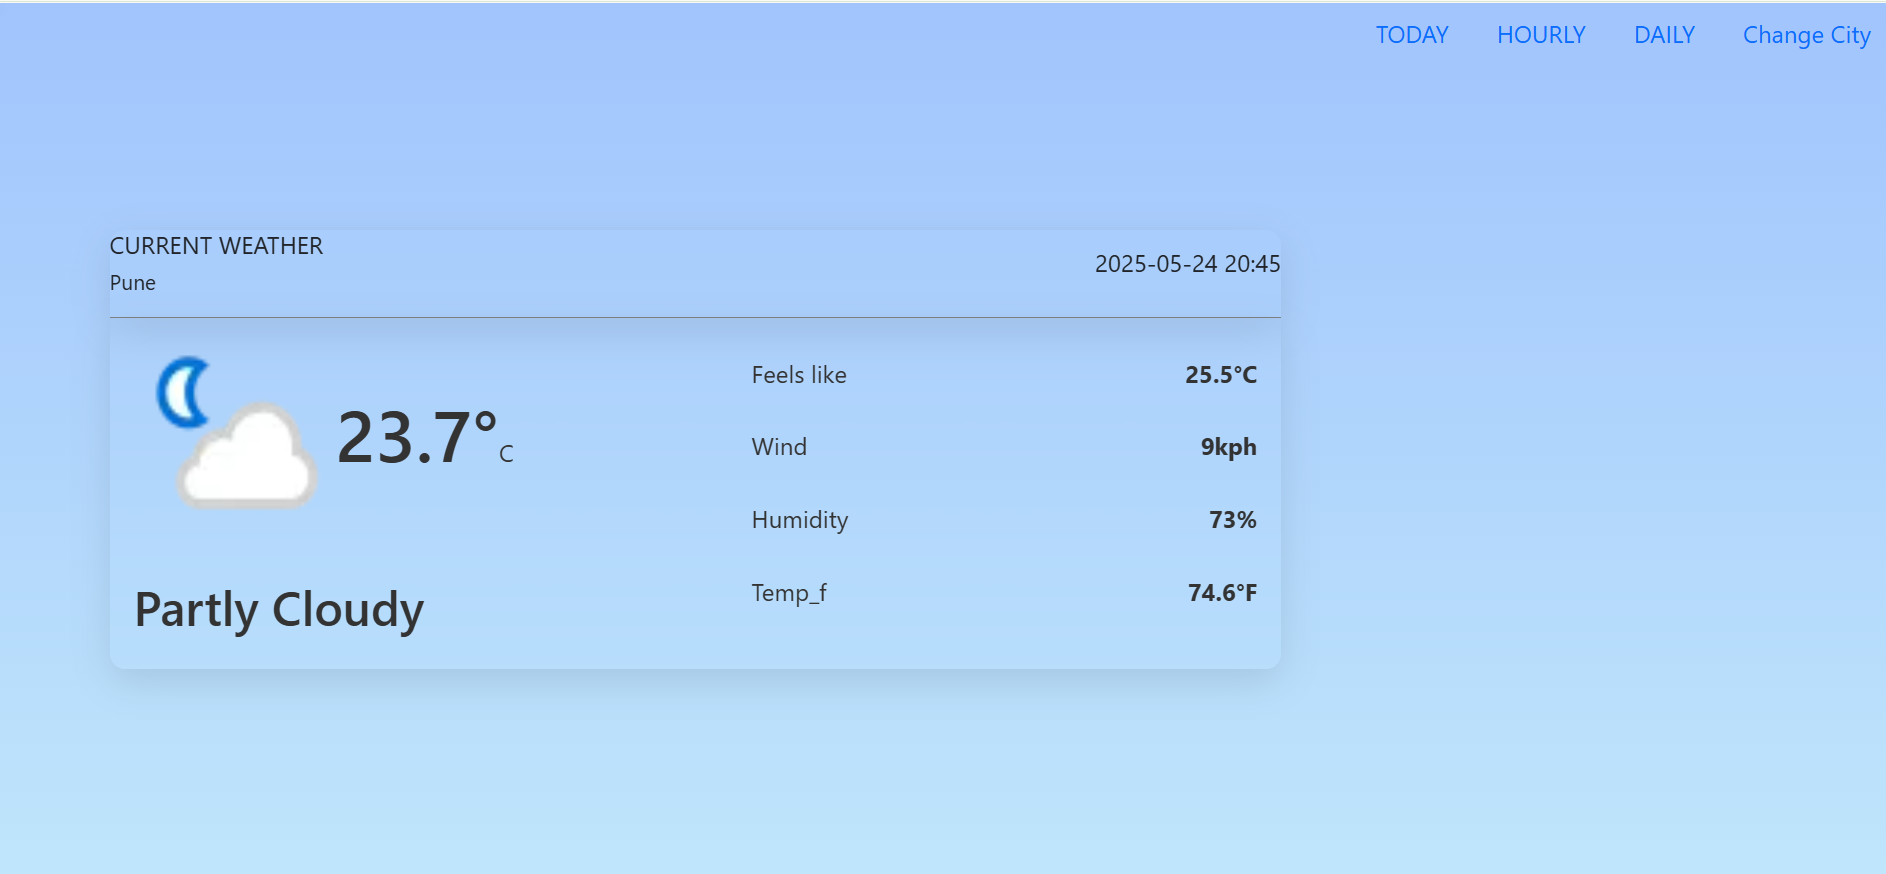 TODAY HOURLY DAILY Change City
CURRENT WEATHER
Pune
2025-05-24 20:45
23.7°C
Partly Cloudy
Feels like 25.5°C
Wind 9kph
Humidity 73%
Temp_f 74.6°F